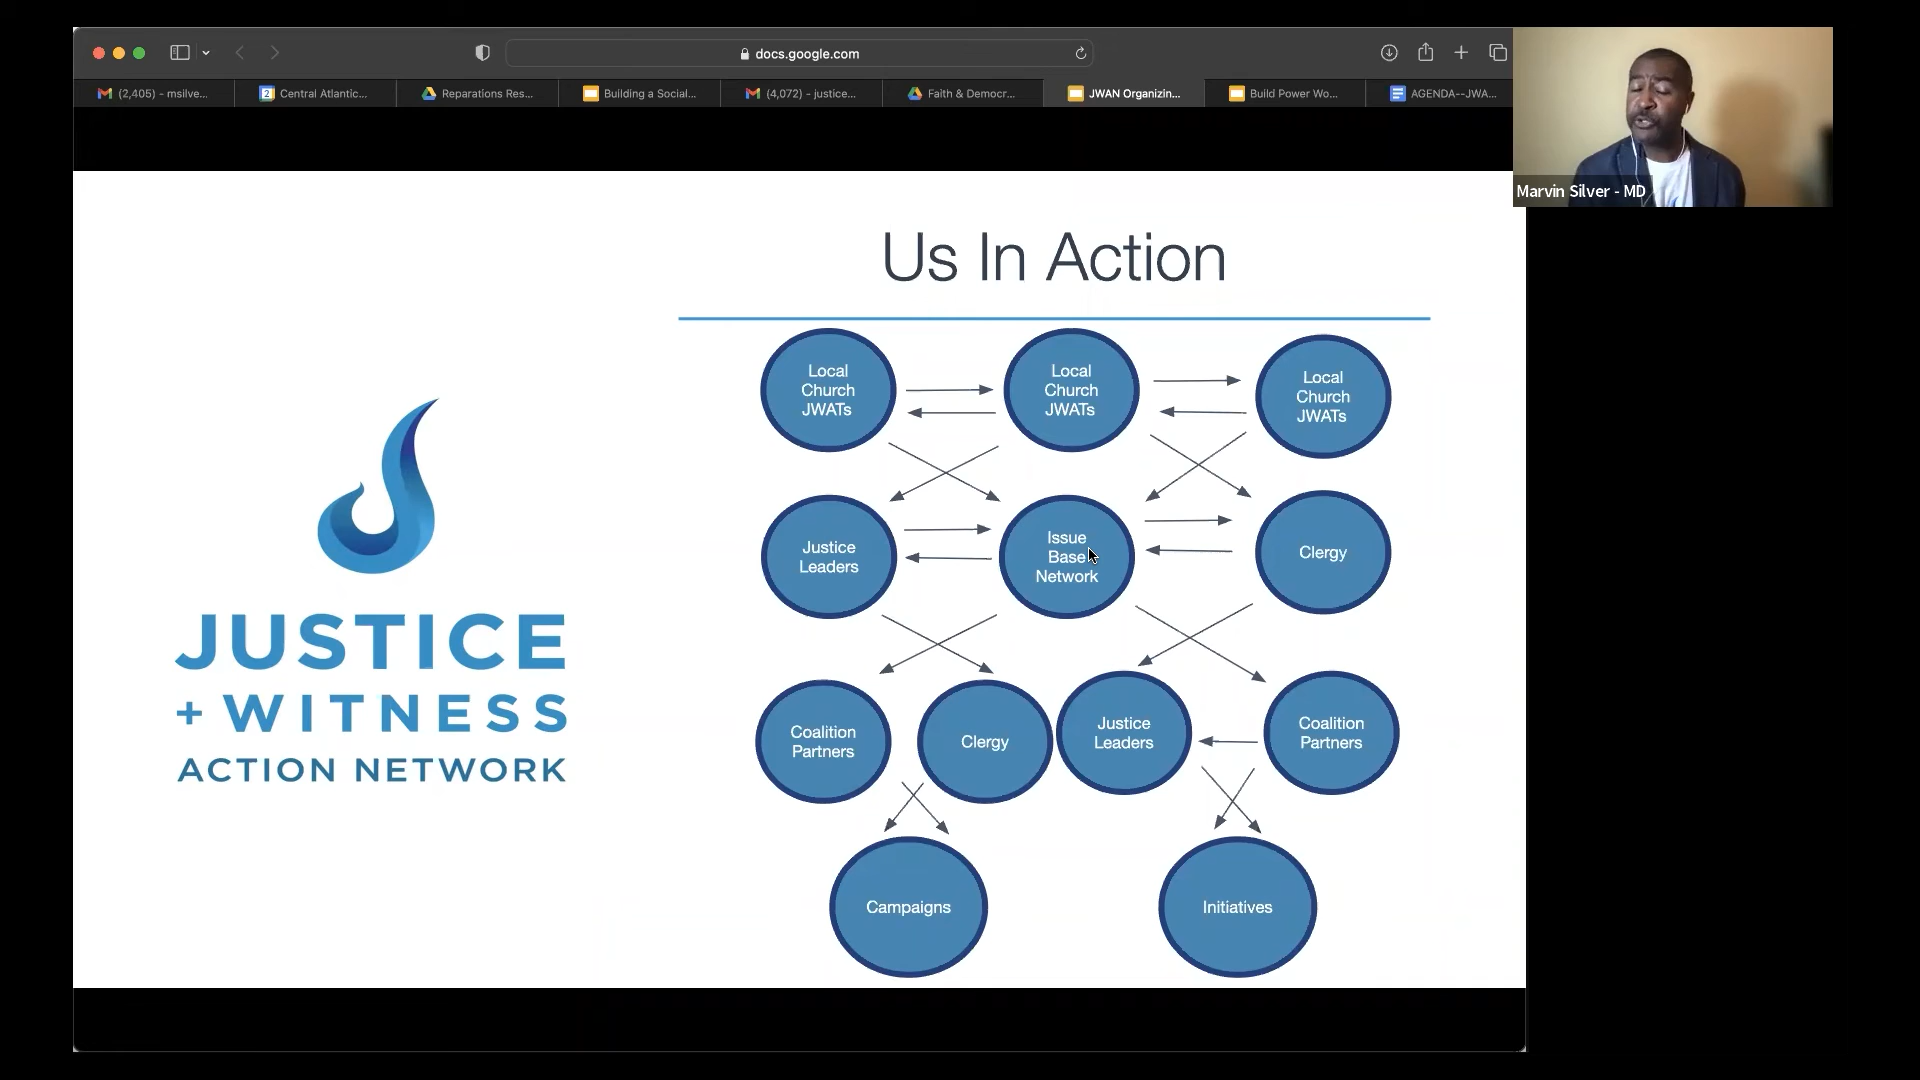 docs.google.com
(2,405) - msilve...
2
Central Atlantic...
Reparations Res...
Building a Social...
(4,072) - justice...
Faith & Democr...
JWAN Organizin...
Build Power Wo...
AGENDA--JWA...
Marvin Silver - MD
Us In Action
JUSTICE
+ WITNESS
ACTION NETWORK
Local
Church
JWATs
Local
Church
JWATs
Local
Church
JWATs
Justice
Leaders
Issue
Base
Network
Clergy
Coalition
Partners
Clergy
Justice
Leaders
Coalition
Partners
Campaigns
Initiatives